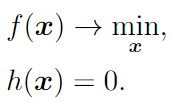 f(𝒙) → min,
𝒙
h(𝒙) = 0.